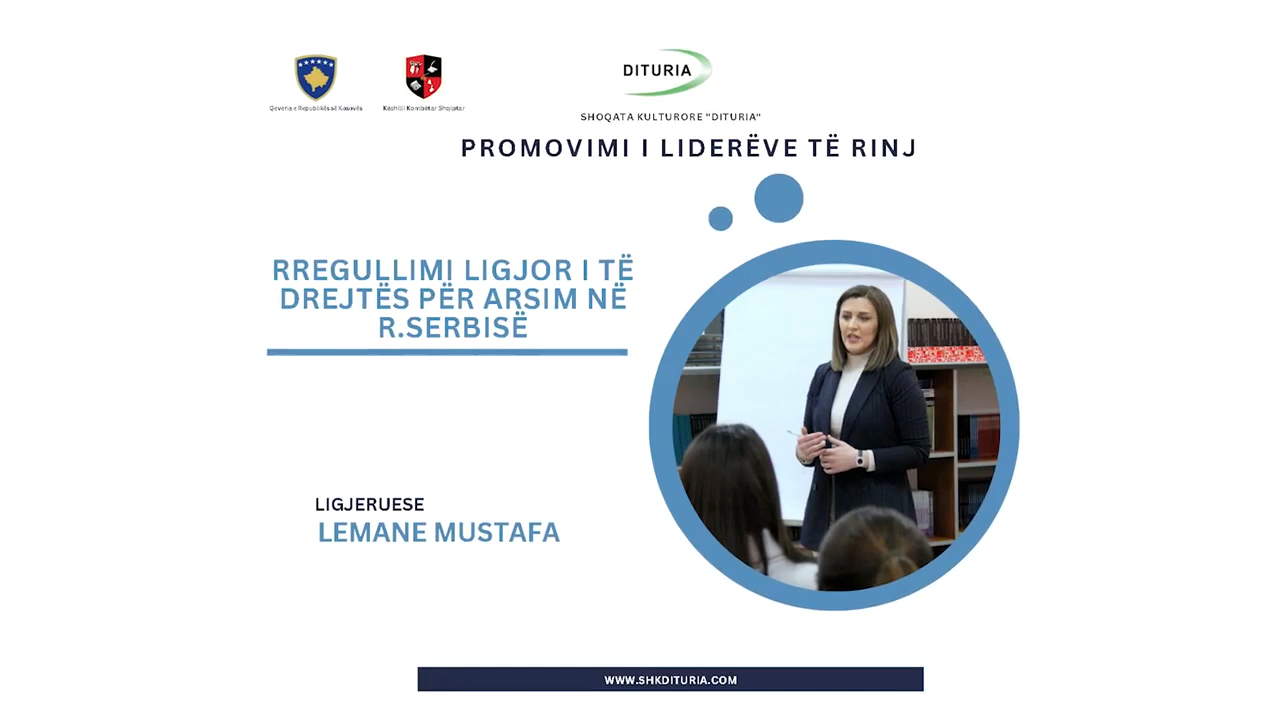 DITURIA
Qeveria e Republikës së Kosovës
Këshilli Kombëtar Shqiptar
SHOQATA KULTURORE "DITURIA"
PROMOVIMI I LIDERËVE TË RINJ
RREGULLIMI LIGJOR I TË
DREJTËS PËR ARSIM NË
R.SERBISË
LIGJERUESE
LEMANE MUSTAFA
WWW.SHKDITURIA.COM